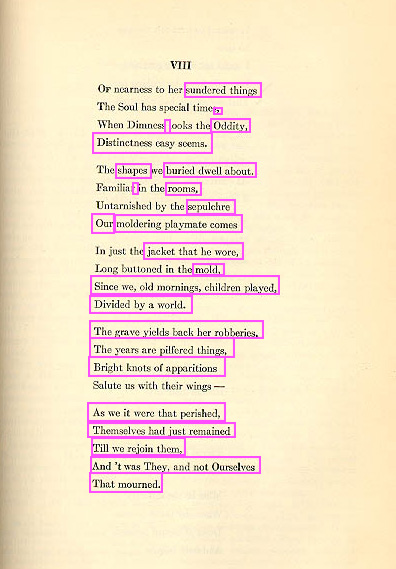 VIII
OF nearness to her sundered things
The Soul has special times,
When Dimness looks the Oddity,
Distinctness easy seems.
The shapes we buried dwell about.
Familiar in the rooms,
Untarnished by the sepulchre
Our moldering playmate comes
In just the jacket that he wore,
Long buttoned in the mold,
Since we, old mornings, children played,
Divided by a world.
The grave yields back her robberies,
The years are pilfered things,
Bright knots of apparitions
Salute us with their wings —
As we it were that perished,
Themselves had just remained
Till we rejoin them,
And 't was They, and not Ourselves
That mourned.